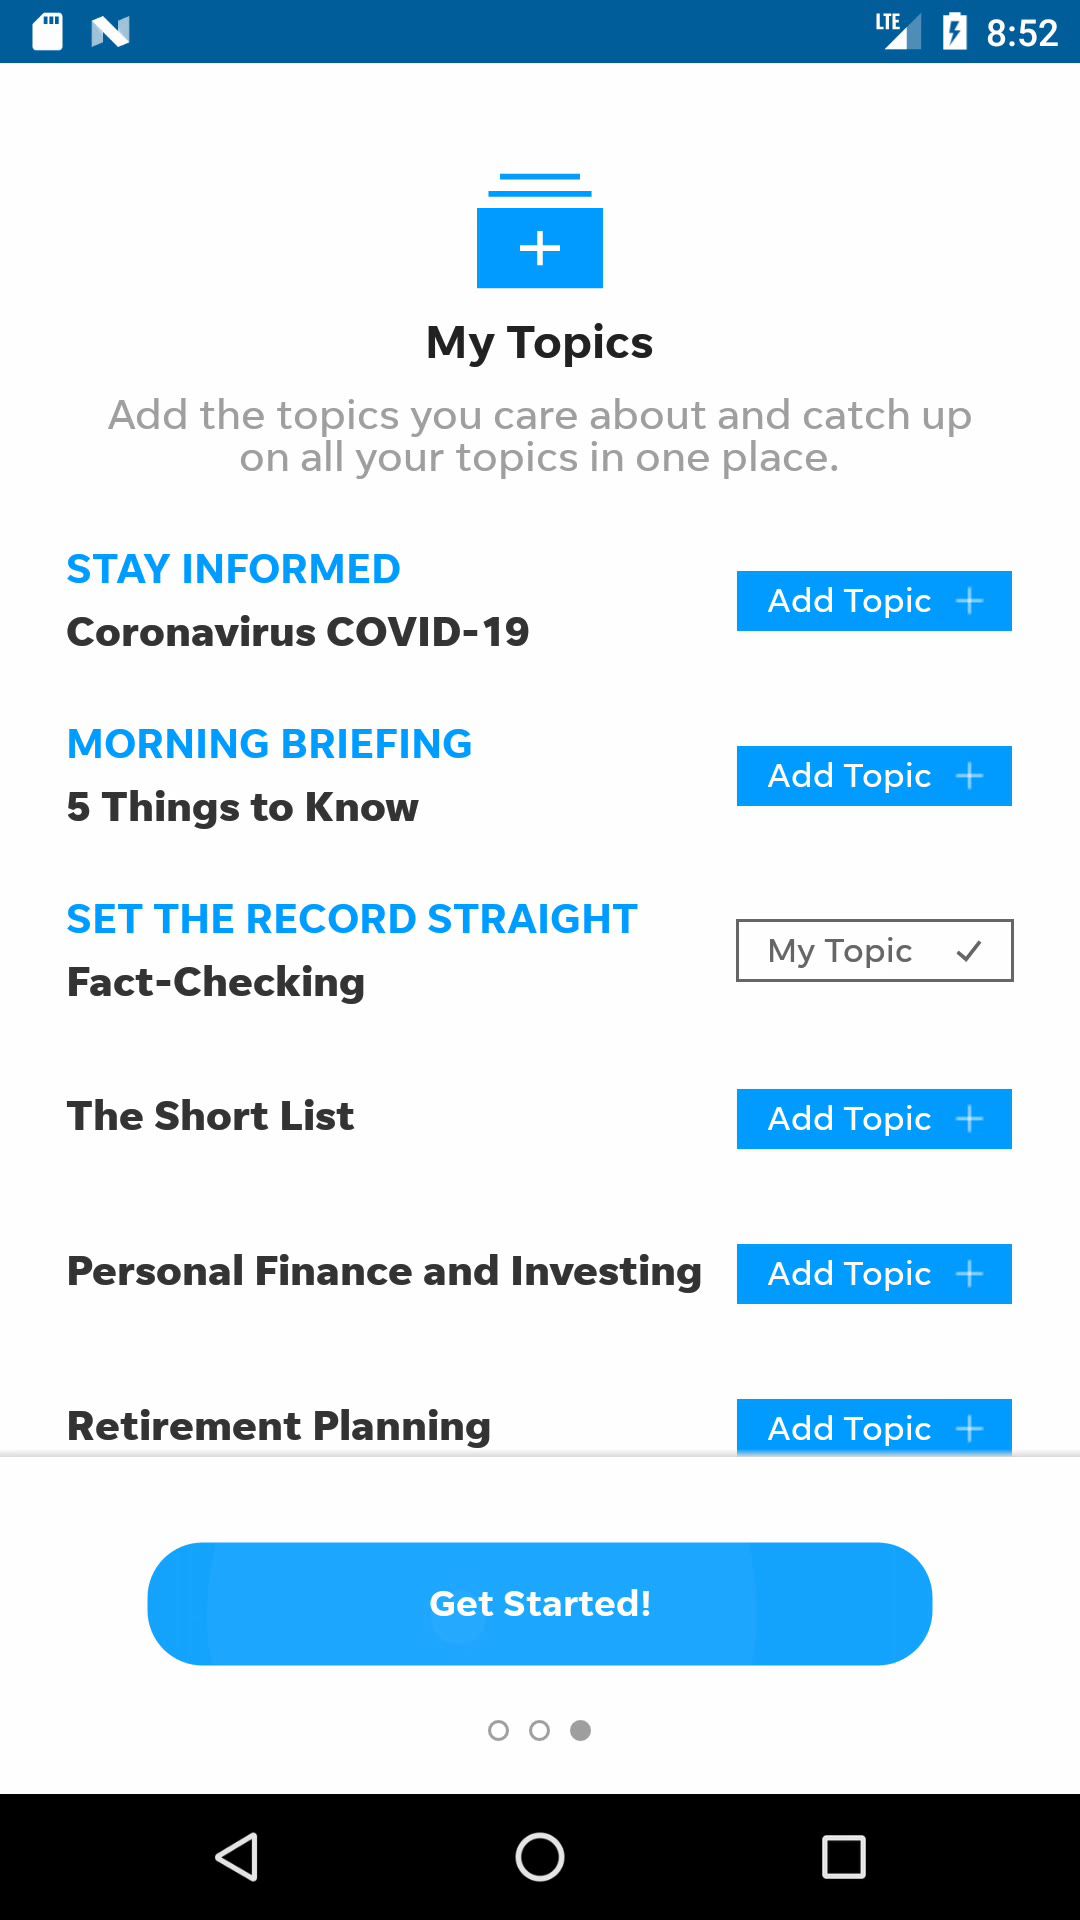 LTE 8:52
My Topics
Add the topics you care about and catch up
on all your topics in one place.
STAY INFORMED
Coronavirus COVID-19
Add Topic
MORNING BRIEFING
5 Things to Know
Add Topic
SET THE RECORD STRAIGHT
Fact-Checking
My Topic
The Short List
Add Topic
Personal Finance and Investing
Add Topic
Retirement Planning
Add Topic
Get Started!